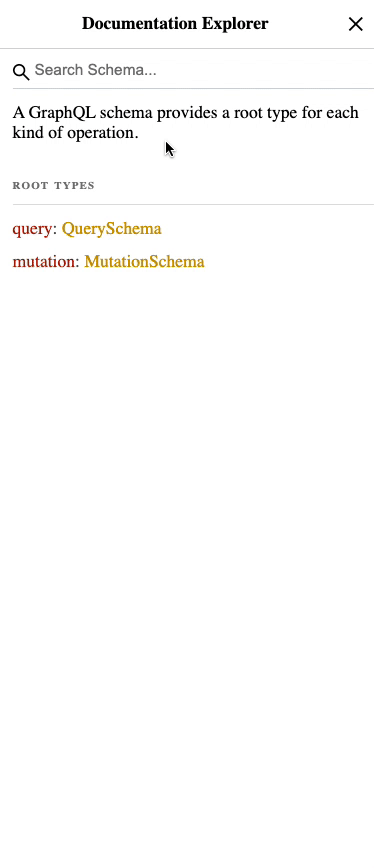 Documentation Explorer
Search Schema...
A GraphQL schema provides a root type for each
kind of operation.
ROOT TYPES
query: QuerySchema
mutation: MutationSchema